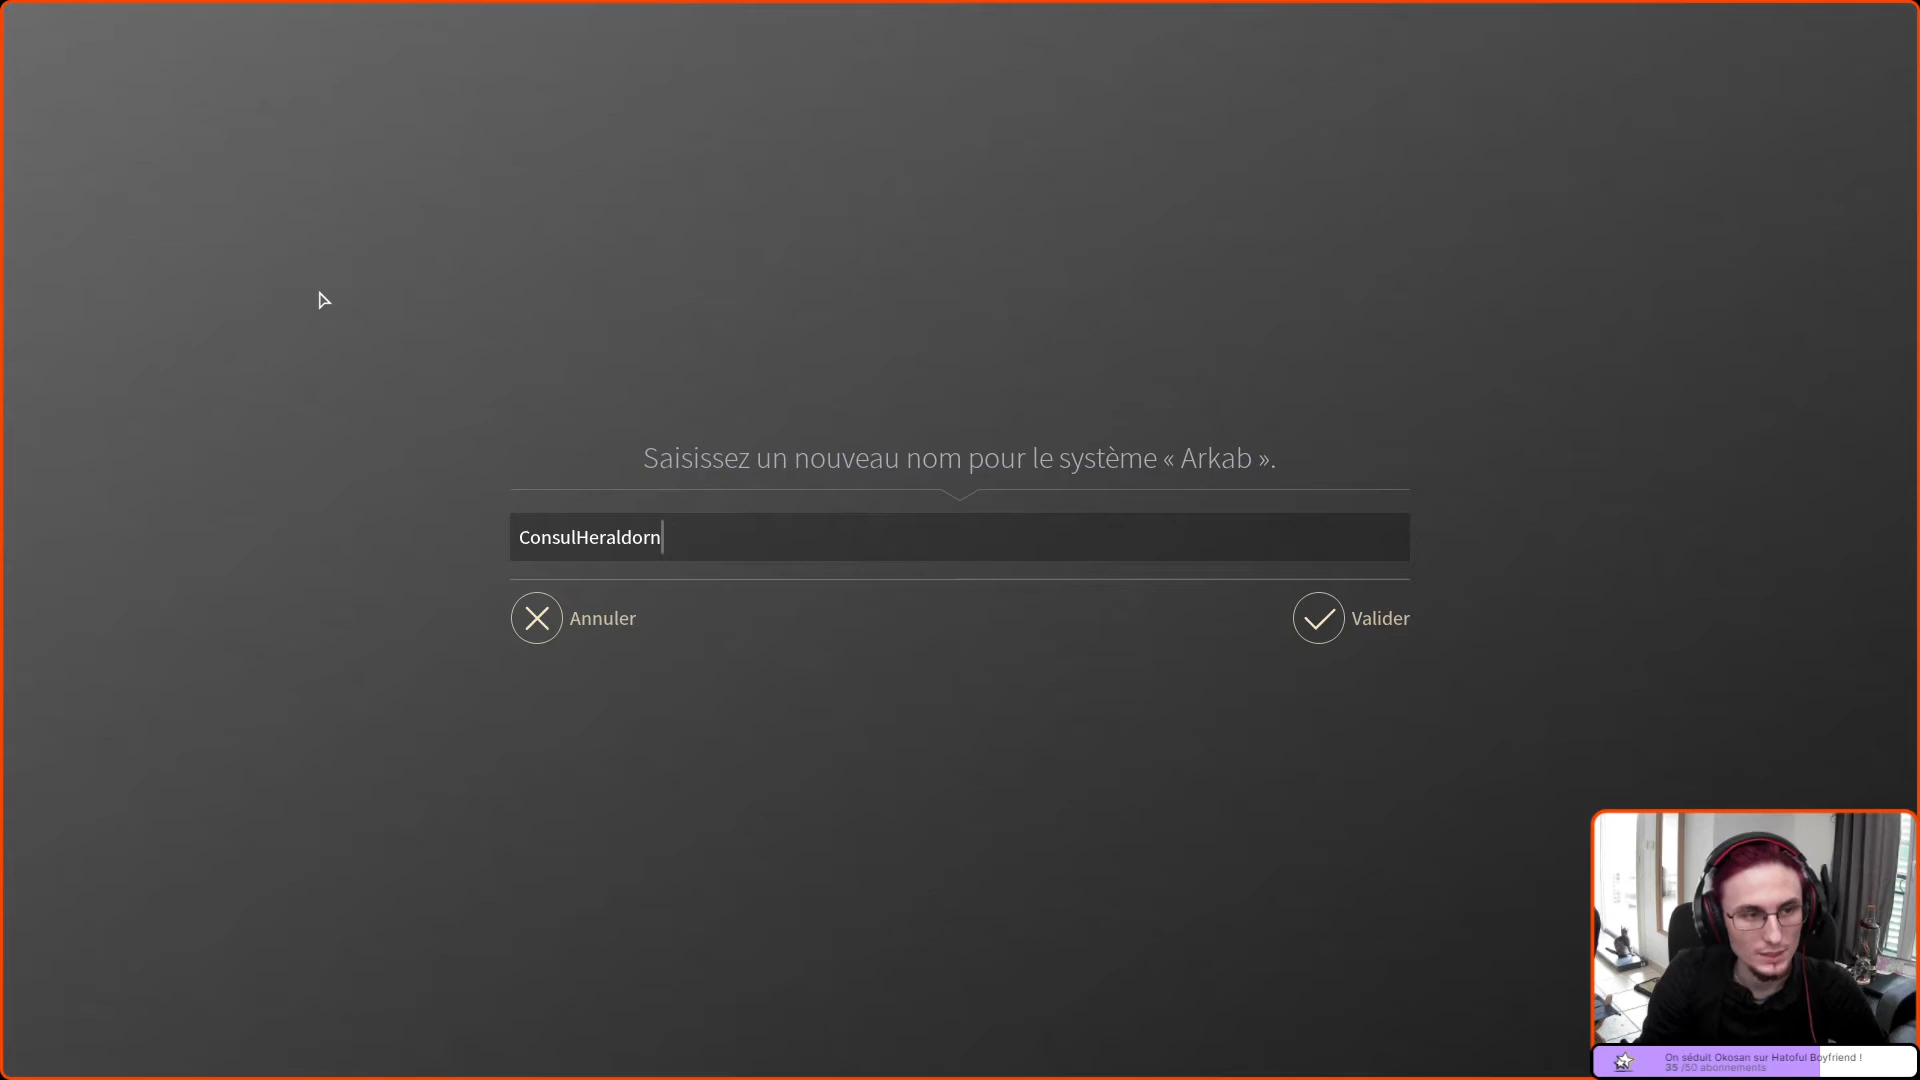 Saisissez un nouveau nom pour le système « Arkab ».
ConsulHeraldorn
Annuler
Valider
On séduit Okosan sur Hatoful Boyfriend !
35 /50 abonnements